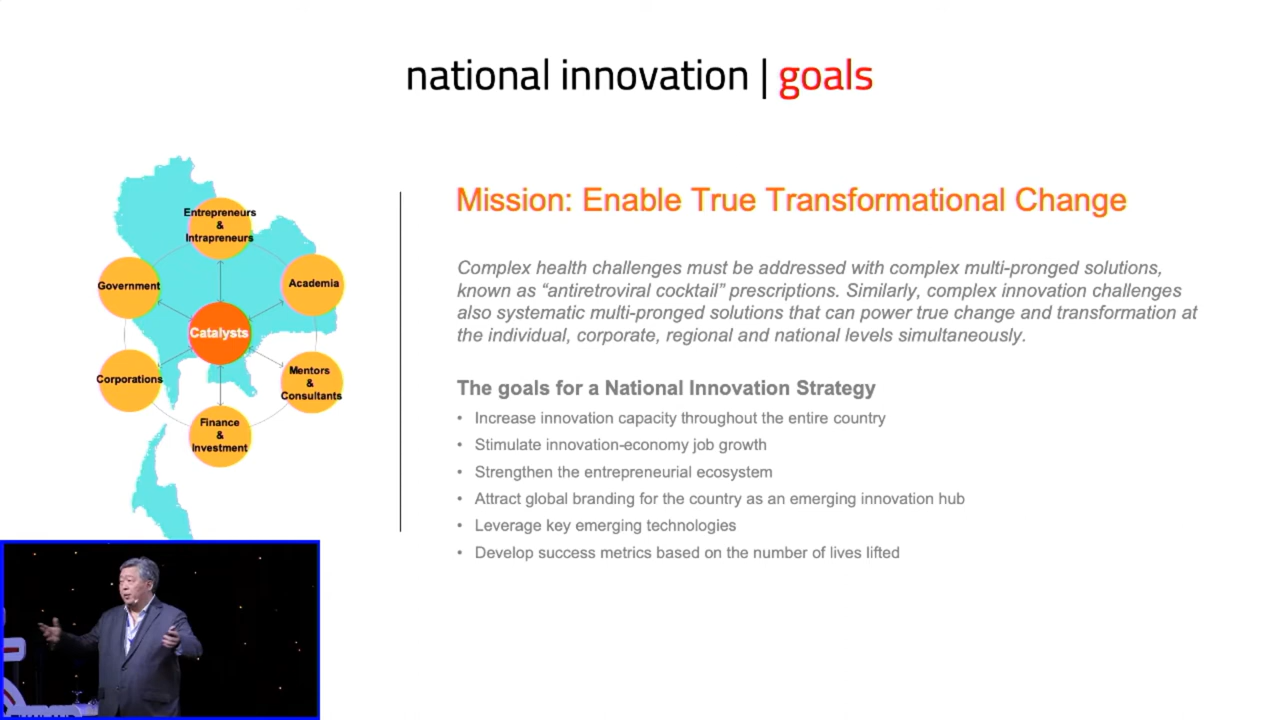 national innovation | goals
Entrepreneurs
&
Intrapreneurs
Government
Academia
Catalysts
Corporations
Mentors
&
Consultants
Finance
&
Investment
Mission: Enable True Transformational Change
Complex health challenges must be addressed with complex multi-pronged solutions,
known as “antiretroviral cocktail” prescriptions. Similarly, complex innovation challenges
also systematic multi-pronged solutions that can power true change and transformation at
the individual, corporate, regional and national levels simultaneously.
The goals for a National Innovation Strategy
• Increase innovation capacity throughout the entire country
• Stimulate innovation-economy job growth
• Strengthen the entrepreneurial ecosystem
• Attract global branding for the country as an emerging innovation hub
• Leverage key emerging technologies
• Develop success metrics based on the number of lives lifted